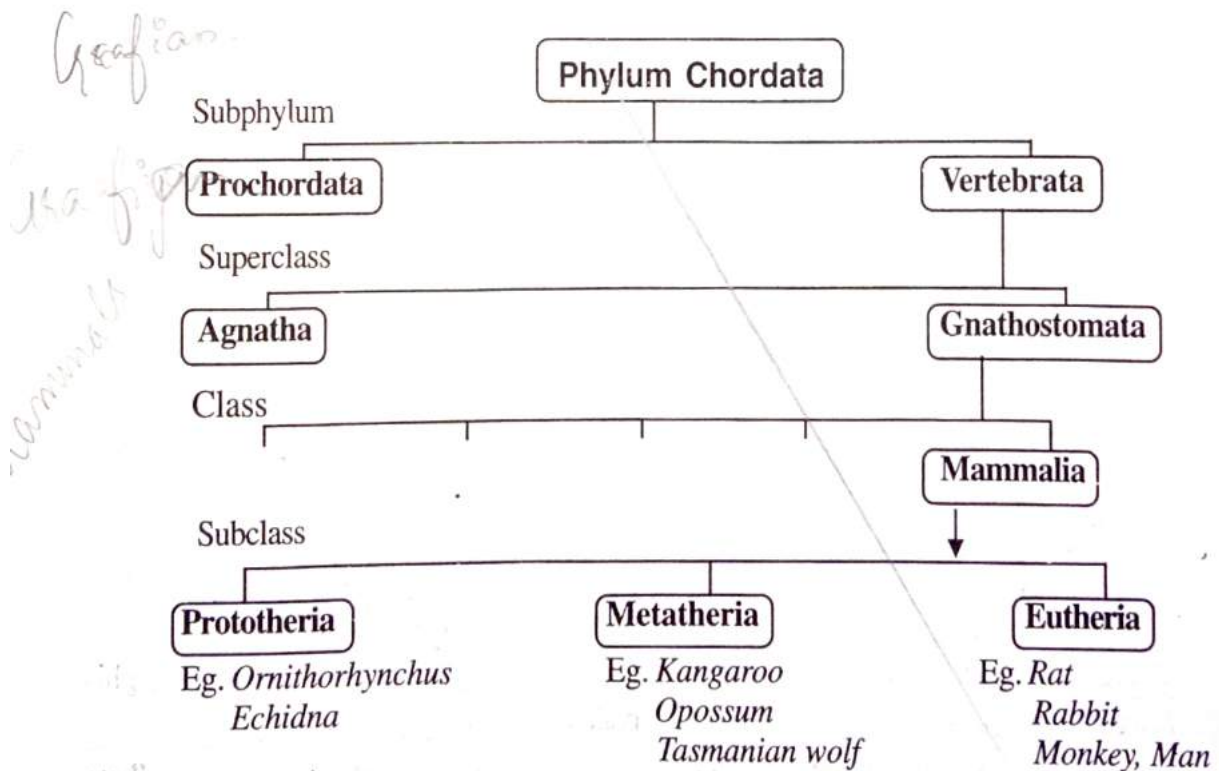 Graafian
Phylum Chordata
Subphylum
Prochordata Vertebrata
Superclass
Agnatha Gnathostomata
Class
Mammalia
Subclass
Prototheria Metatheria Eutheria
Eg. Ornithorhynchus Eg. Kangaroo Eg. Rat
Echidna Opossum Rabbit
Tasmanian wolf Monkey, Man